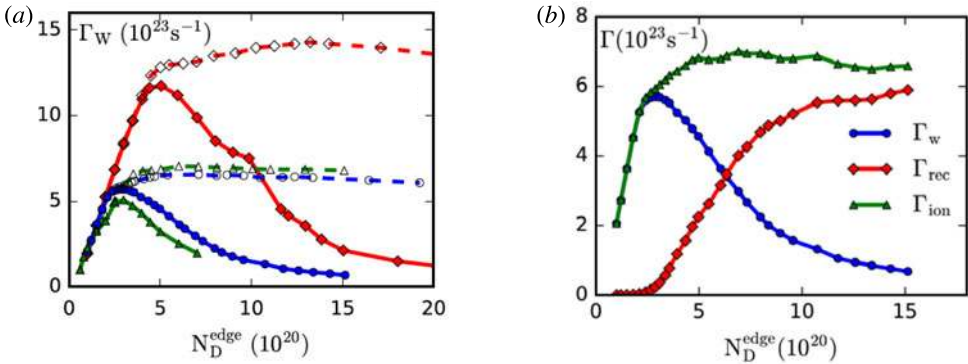 (a)
Γ_W (10^23 s^-1)
15
10
5
0
0 5 10 15 20
N_D^edge (10^20)
(b)
Γ(10^23 s^-1)
8
6
4
2
0
0 5 10 15
N_D^edge (10^20)
Γ_w
Γ_rec
Γ_ion